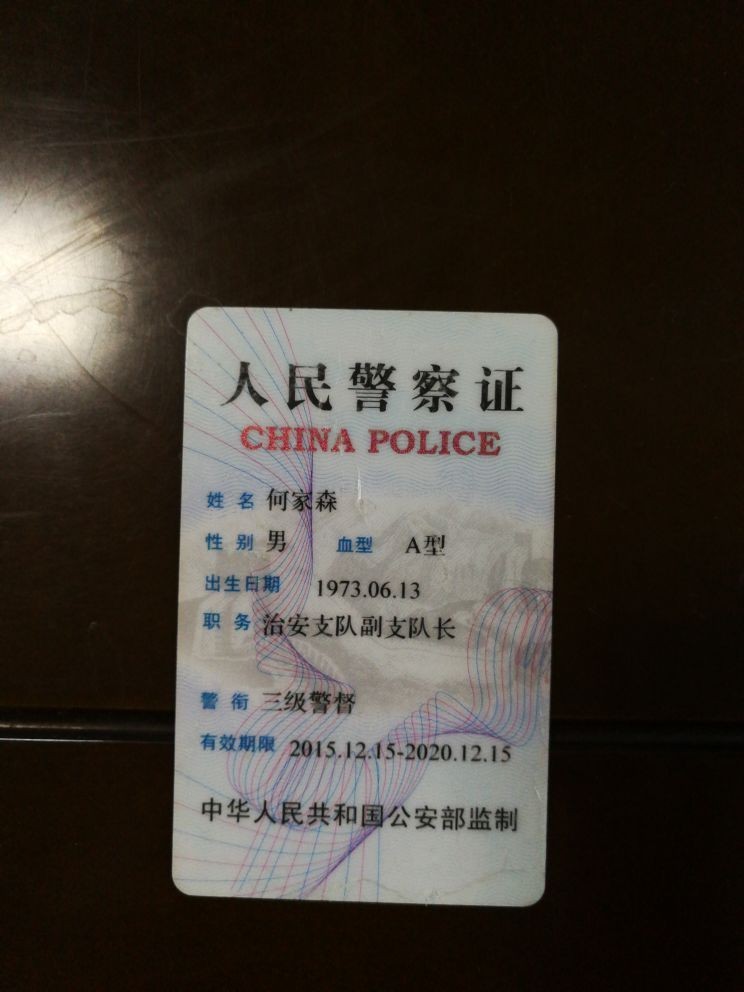 人民警察证
CHINA POLICE
姓名 何家森
性别 男 血型 A型
出生日期 1973.06.13
职务 治安支队副支队长
警衔 三级警督
有效期限 2015.12.15-2020.12.15
中华人民共和国公安部监制